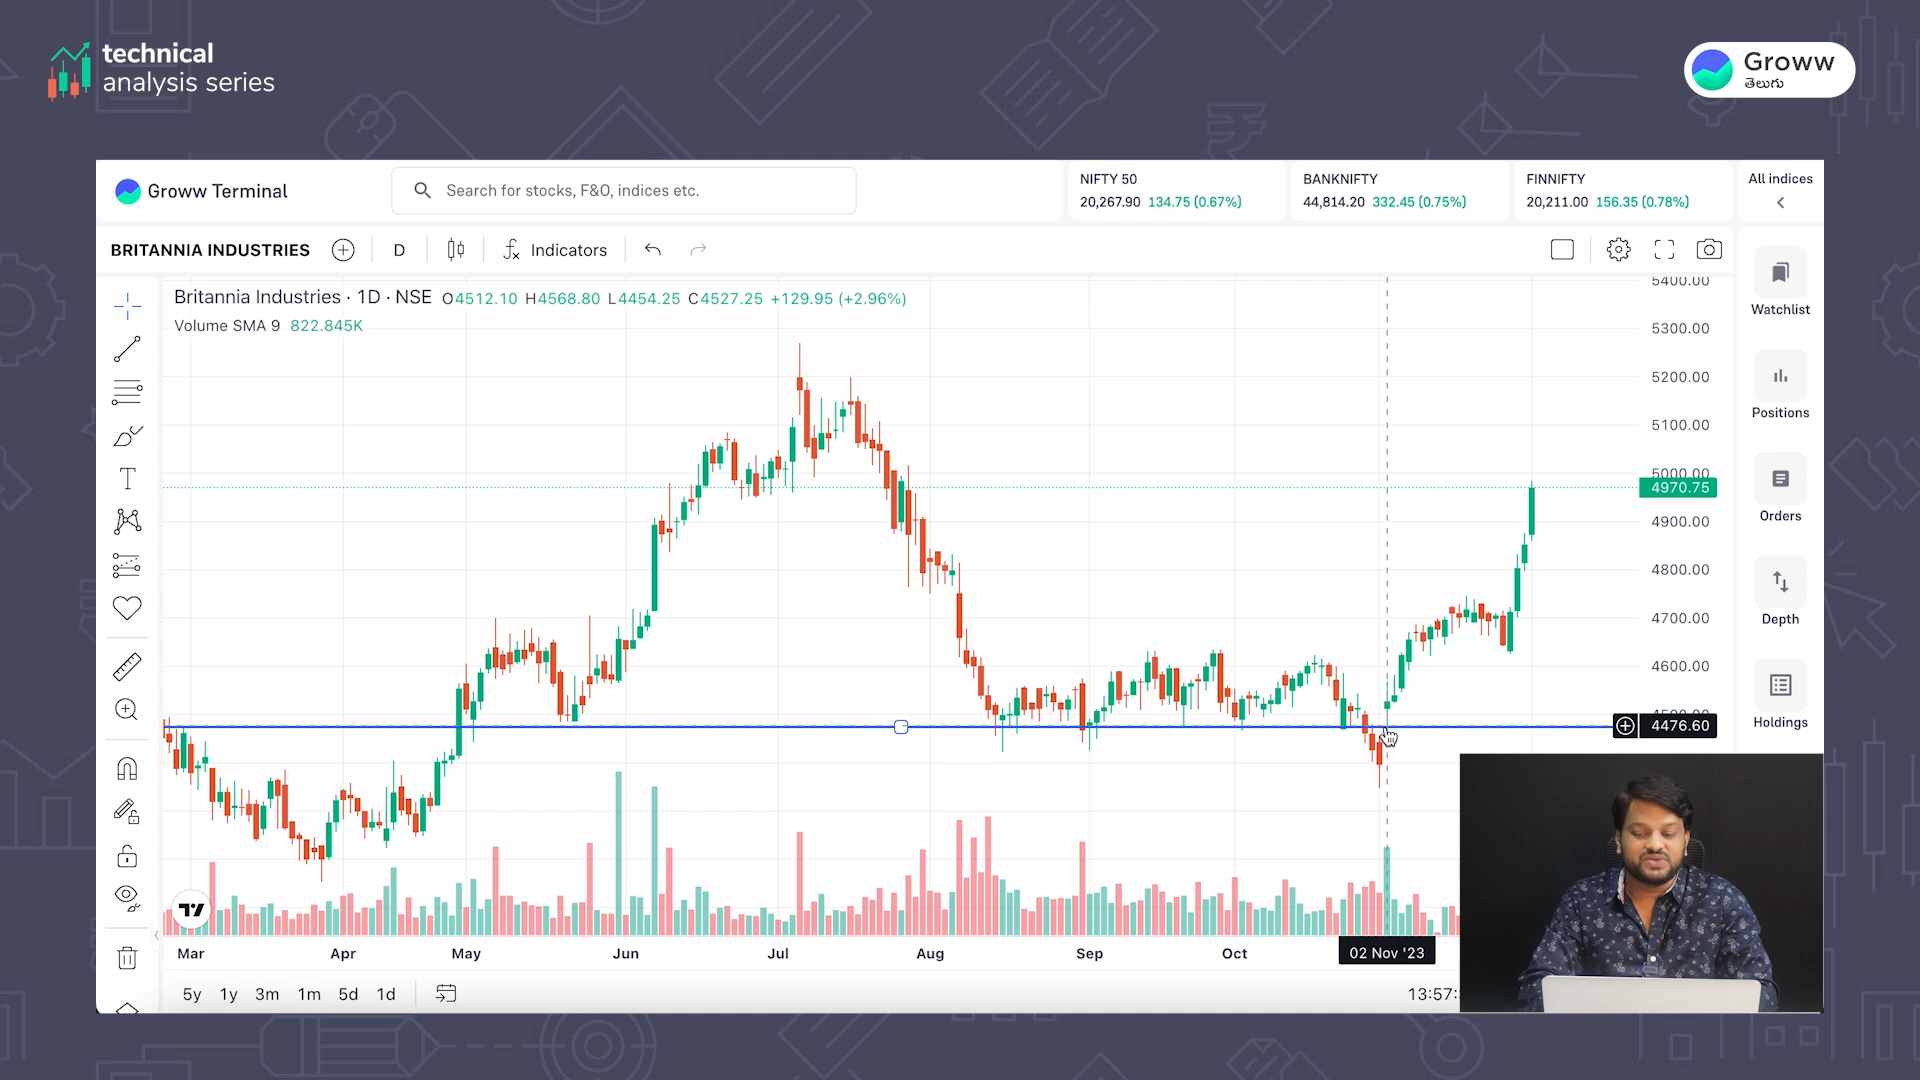 technical
analysis series
Groww
తెలుగు
Groww Terminal
Search for stocks, F&O, indices etc.
NIFTY 50
20,267.90 134.75 (0.67%)
BANKNIFTY
44,814.20 332.45 (0.75%)
FINNIFTY
20,211.00 156.35 (0.78%)
All indices
BRITANNIA INDUSTRIES
D
Indicators
Britannia Industries · 1D · NSE O4512.10 H4568.80 L4454.25 C4527.25 +129.95 (+2.96%)
Volume SMA 9 822.845K
5400.00
5300.00
5200.00
5100.00
5000.00
4970.75
4900.00
4800.00
4700.00
4600.00
4500.00
4476.60
Watchlist
Positions
Orders
Depth
Holdings
Mar Apr May Jun Jul Aug Sep Oct 02 Nov '23
5y 1y 3m 1m 5d 1d
13:57: